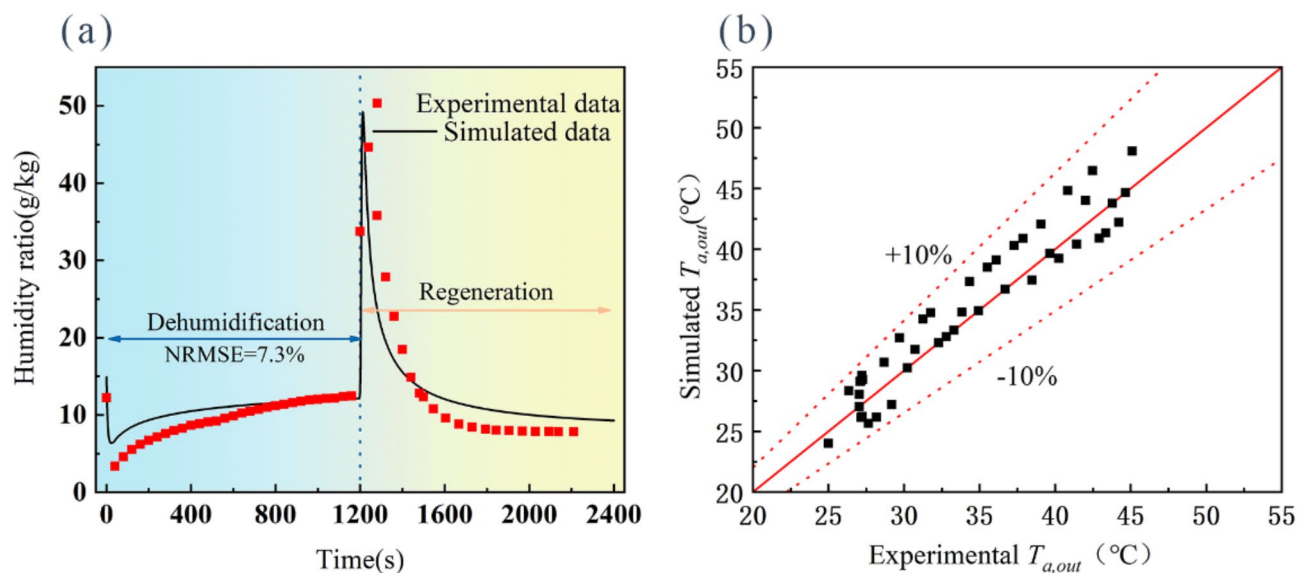 (a)
Humidity ratio(g/kg)
50
40
30
20
10
0
Experimental data
Simulated data
Regeneration
Dehumidification
NRMSE=7.3%
0 400 800 1200 1600 2000 2400
Time(s)
(b)
Simulated T_{a,out}(℃)
55
50
45
40
35
30
25
20
+10%
-10%
20 25 30 35 40 45 50 55
Experimental T_{a,out} (℃)